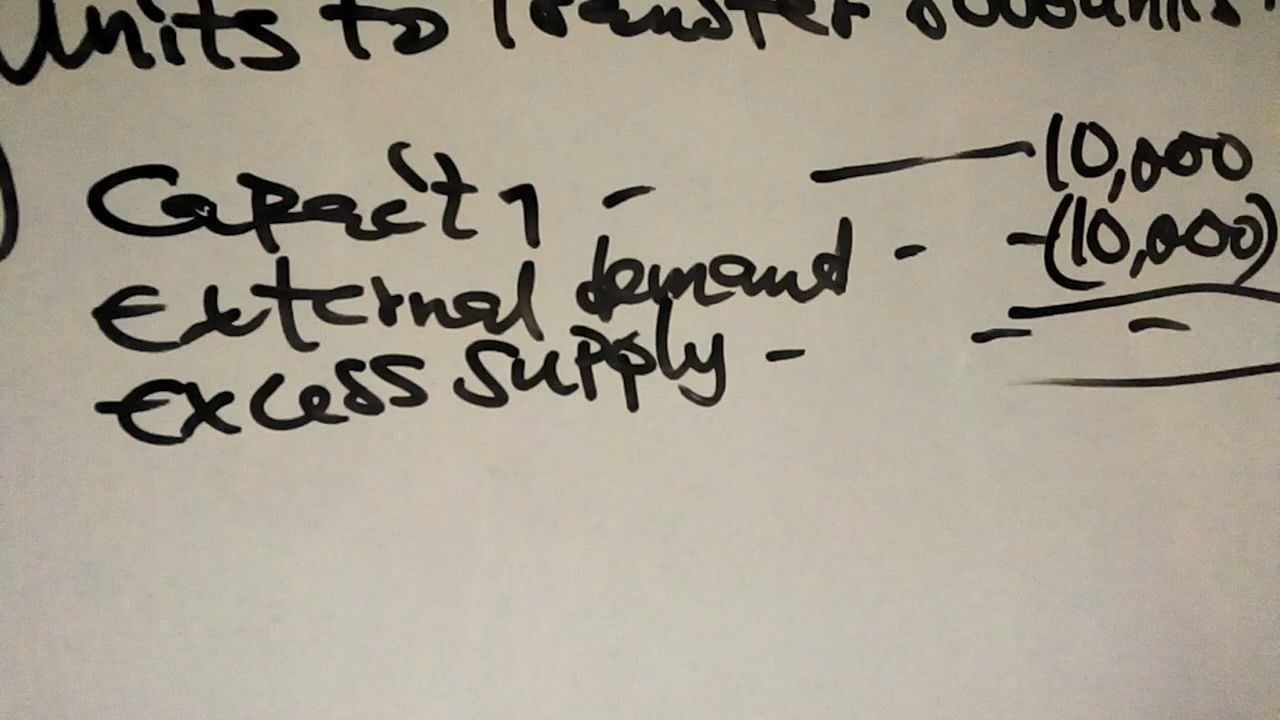 Units to Transfer
) Capacity - — 10,000
External demand - -(10,000)
Excess supply - - -